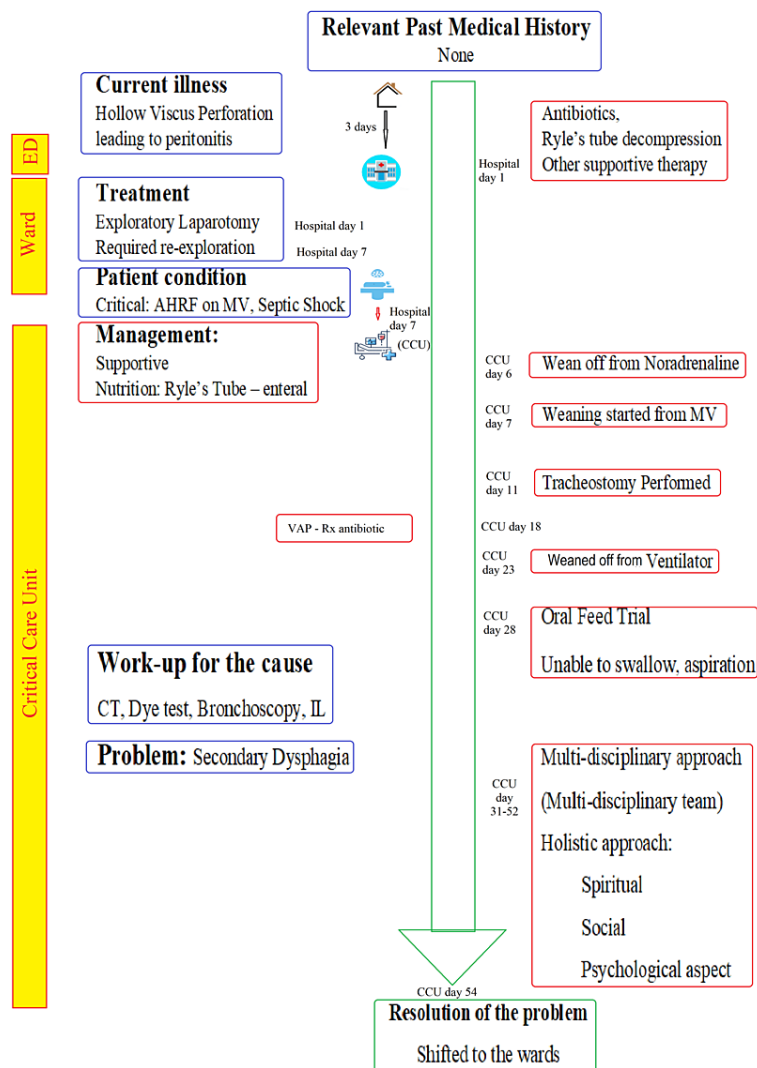 Relevant Past Medical History
None
Current illness
Hollow Viscus Perforation
leading to peritonitis
3 days
ED
Hospital
day 1
Antibiotics,
Ryle's tube decompression
Other supportive therapy
Ward
Treatment
Exploratory Laparotomy
Required re-exploration
Hospital day 1
Hospital day 7
Patient condition
Critical: AHRF on MV, Septic Shock
Hospital
day 7
(CCU)
Critical Care Unit
Management:
Supportive
Nutrition: Ryle's Tube – enteral
CCU
day 6
Wean off from Noradrenaline
CCU
day 7
Weaning started from MV
CCU
day 11
Tracheostomy Performed
VAP - Rx antibiotic
CCU day 18
CCU
day 23
Weaned off from Ventilator
CCU
day 28
Oral Feed Trial
Unable to swallow, aspiration
Work-up for the cause
CT, Dye test, Bronchoscopy, IL
Problem: Secondary Dysphagia
CCU
day
31-52
Multi-disciplinary approach
(Multi-disciplinary team)
Holistic approach:
Spiritual
Social
Psychological aspect
CCU day 54
Resolution of the problem
Shifted to the wards